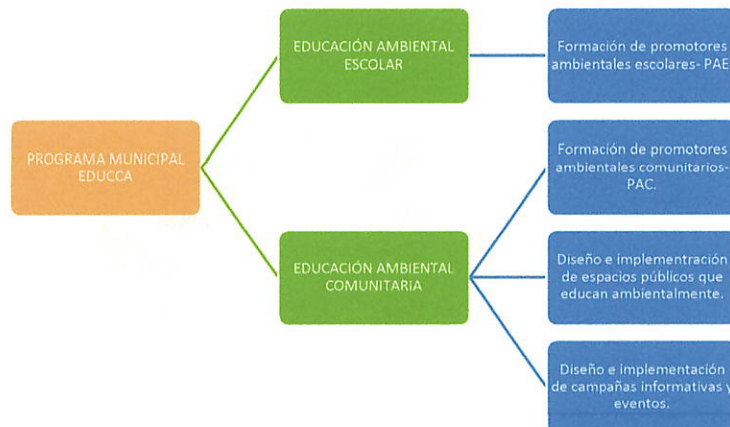 EDUCACIÓN AMBIENTAL
ESCOLAR
Formación de promotores
ambientales escolares- PAE
PROGRAMA MUNICIPAL
EDUCCA
Formación de promotores
ambientales comunitarios-
PAC.
EDUCACIÓN AMBIENTAL
COMUNITARIA
Diseño e implementración
de espacios públicos que
educan ambientalmente.
Diseño e implementación
de campañas informativas y
eventos.